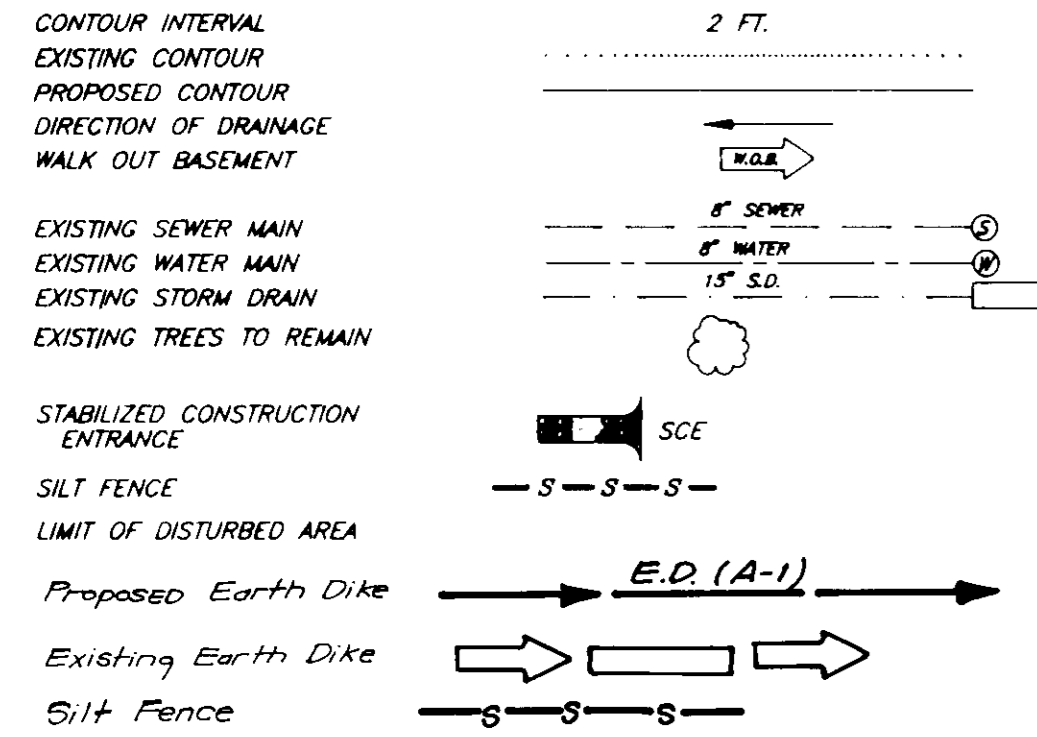 CONTOUR INTERVAL 2 FT.
EXISTING CONTOUR
PROPOSED CONTOUR
DIRECTION OF DRAINAGE
WALK OUT BASEMENT W.O.B.
8" SEWER
EXISTING SEWER MAIN S
8" WATER
EXISTING WATER MAIN W
15" S.D.
EXISTING STORM DRAIN
EXISTING TREES TO REMAIN
STABILIZED CONSTRUCTION
ENTRANCE SCE
SILT FENCE S S S
LIMIT OF DISTURBED AREA
Proposed Earth Dike E.D. (A-1)
Existing Earth Dike
Silt Fence S S S